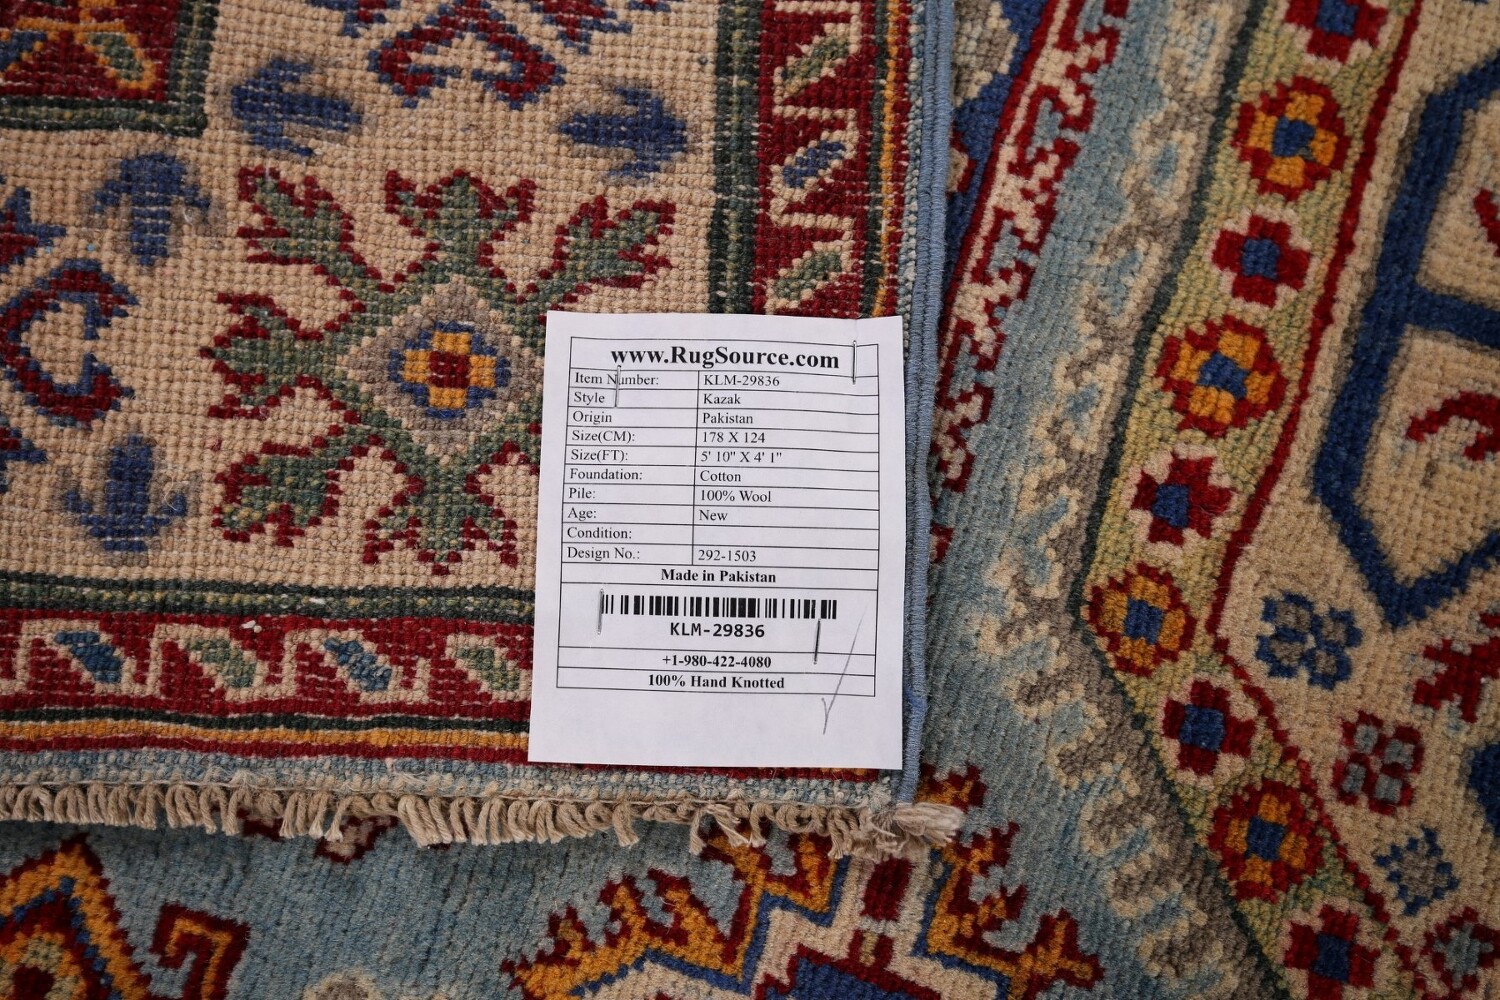 www.RugSource.com
Item Number: KLM-29836
Style Kazak
Origin Pakistan
Size(CM): 178 X 124
Size(FT): 5' 10" X 4' 1"
Foundation: Cotton
Pile: 100% Wool
Age: New
Condition:
Design No.: 292-1503
Made in Pakistan
KLM-29836
+1-980-422-4080
100% Hand Knotted